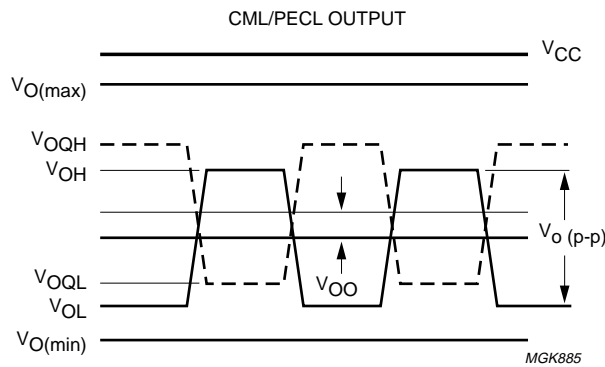 CML/PECL OUTPUT
VCC
VO(max)
VOQH
VOH
Vo (p-p)
VOQL
VOO
VOL
VO(min)
MGK885